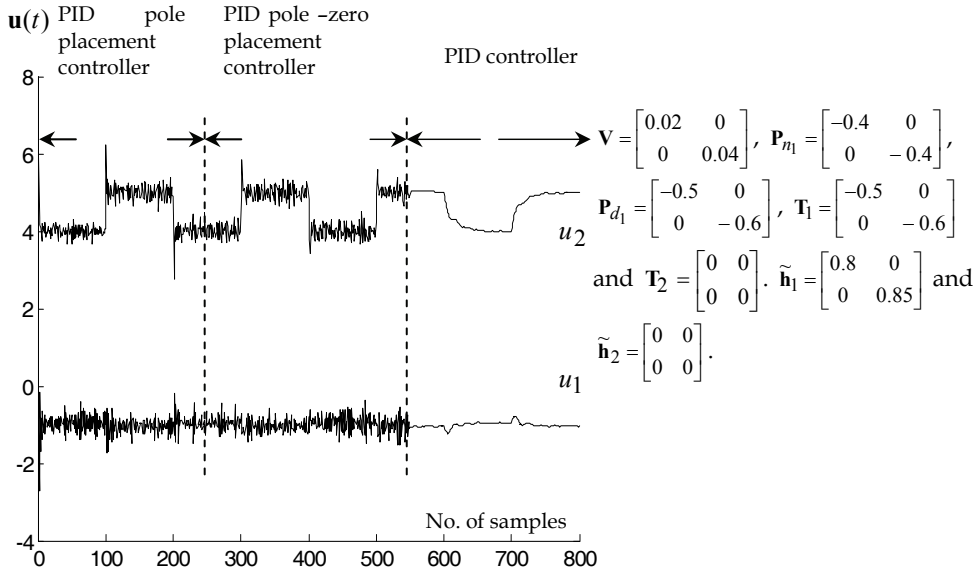 u(t)
PID pole
placement
controller
PID pole –zero
placement
controller
PID controller
8
6
4
2
0
-2
-4
u2
u1
No. of samples
0 100 200 300 400 500 600 700 800
V = [0.02 0; 0 0.04], Pn1 = [−0.4 0; 0 −0.4],
Pd1 = [−0.5 0; 0 −0.6], T1 = [−0.5 0; 0 −0.6]
and T2 = [0 0; 0 0]. h̃1 = [0.8 0; 0 0.85] and
h̃2 = [0 0; 0 0].